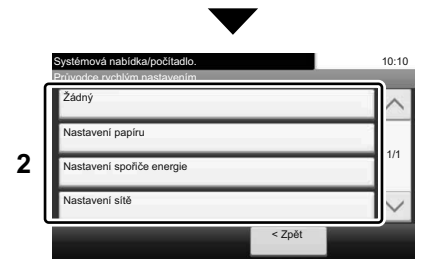 Systémová nabídka/počítadlo.
10:10
Průvodce rychlým nastavením
Žádný
Nastavení papíru
1/1
2
Nastavení spořiče energie
Nastavení sítě
< Zpět